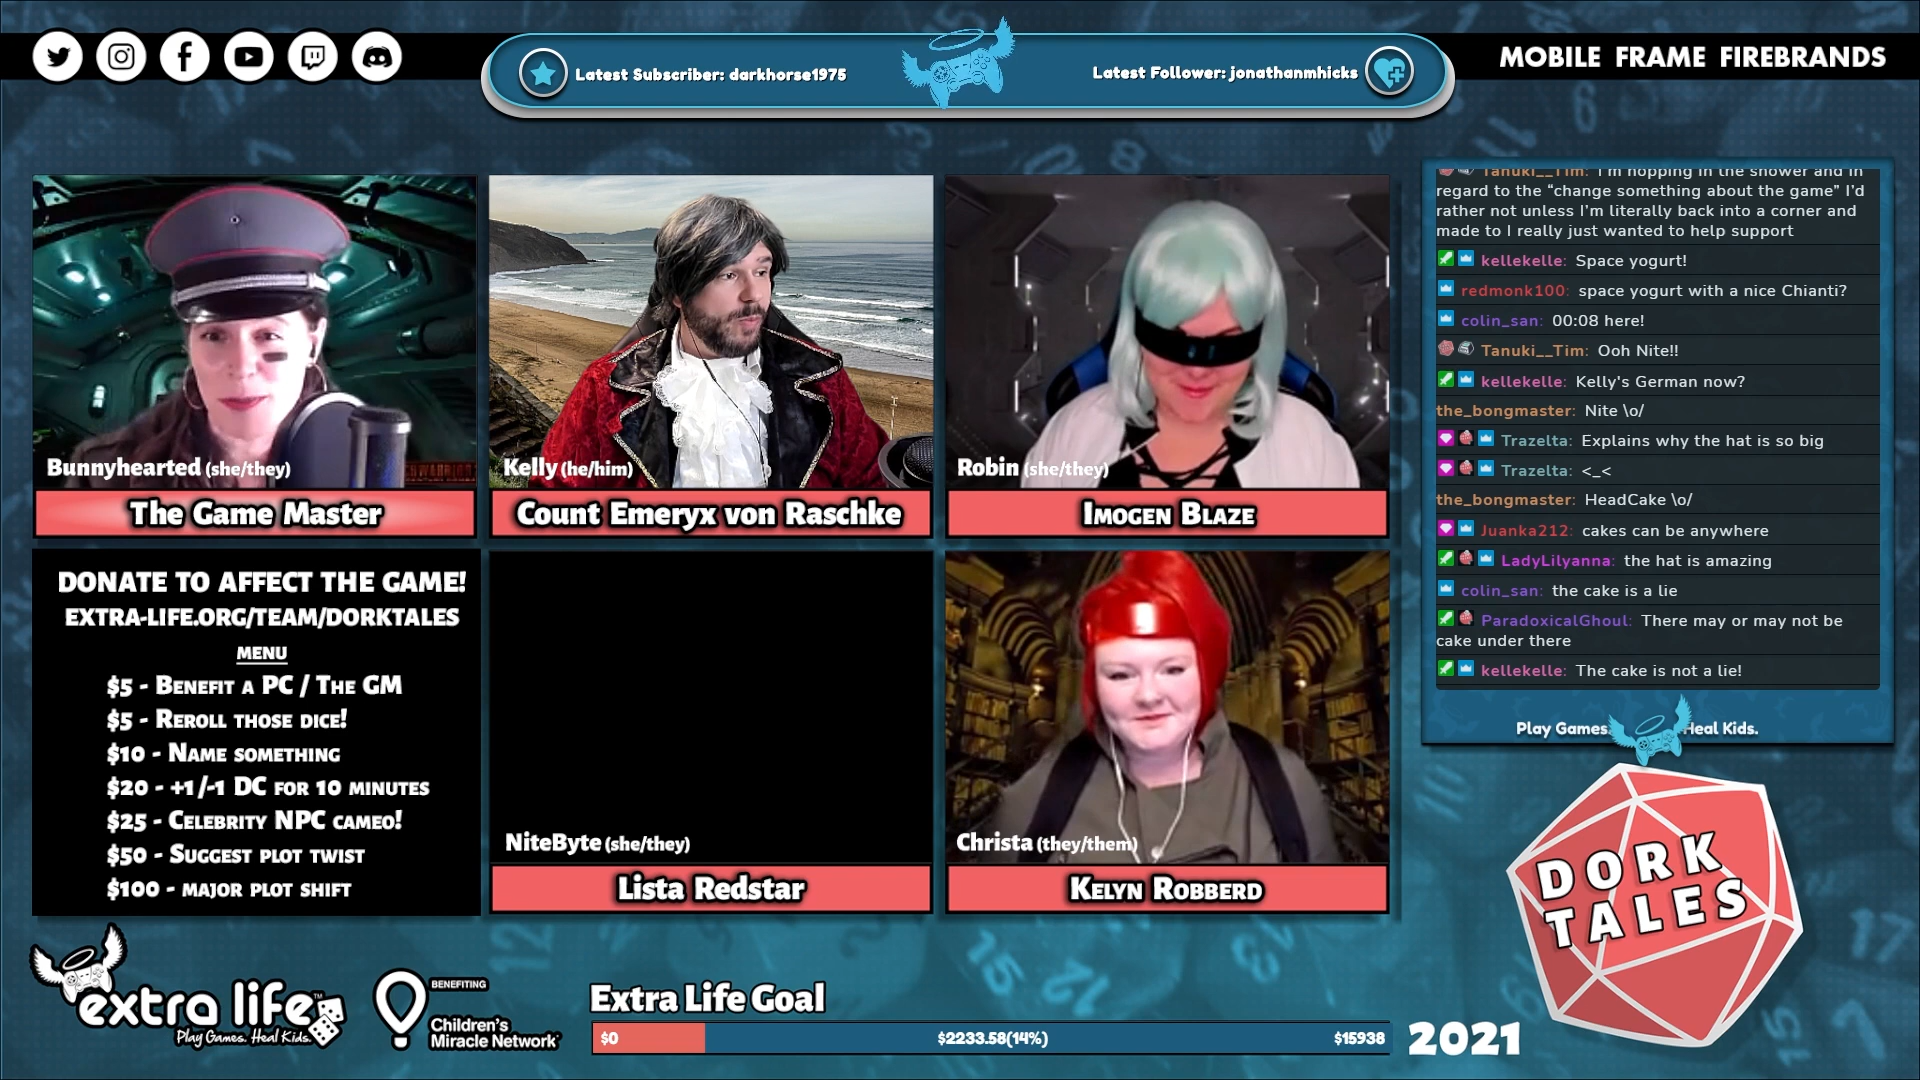 Latest Subscriber: darkhorse1975
Latest Follower: jonathanmhicks
MOBILE FRAME FIREBRANDS
Bunnyhearted (she/they)
The Game Master
Kelly (he/him)
Count Emeryx von Raschke
Robin (she/they)
Imogen Blaze
DONATE TO AFFECT THE GAME!
EXTRA-LIFE.ORG/TEAM/DORKTALES
MENU
$5 - Benefit a PC / The GM
$5 - Reroll those dice!
$10 - Name something
$20 - +1/-1 DC for 10 minutes
$25 - Celebrity NPC cameo!
$50 - Suggest plot twist
$100 - major plot shift
NiteByte (she/they)
Lista Redstar
Christa (they/them)
Kelyn Robberd
Tanuki__Tim: I'm hopping in the shower and in
regard to the “change something about the game” I’d
rather not unless I’m literally back into a corner and
made to I really just wanted to help support
kellekelle: Space yogurt!
redmonk100: space yogurt with a nice Chianti?
colin_san: 00:08 here!
Tanuki__Tim: Ooh Nite!!
kellekelle: Kelly's German now?
the_bongmaster: Nite \o/
Trazelta: Explains why the hat is so big
Trazelta: <_<
the_bongmaster: HeadCake \o/
Juanka212: cakes can be anywhere
LadyLilyanna: the hat is amazing
colin_san: the cake is a lie
ParadoxicalGhoul: There may or may not be
cake under there
kellekelle: The cake is not a lie!
Play Games. Heal Kids.
DORK
TALES
extra life™
Play Games. Heal Kids.
BENEFITING
Children's
Miracle Network
Extra Life Goal
$0 $2233.58(14%) $15938
2021